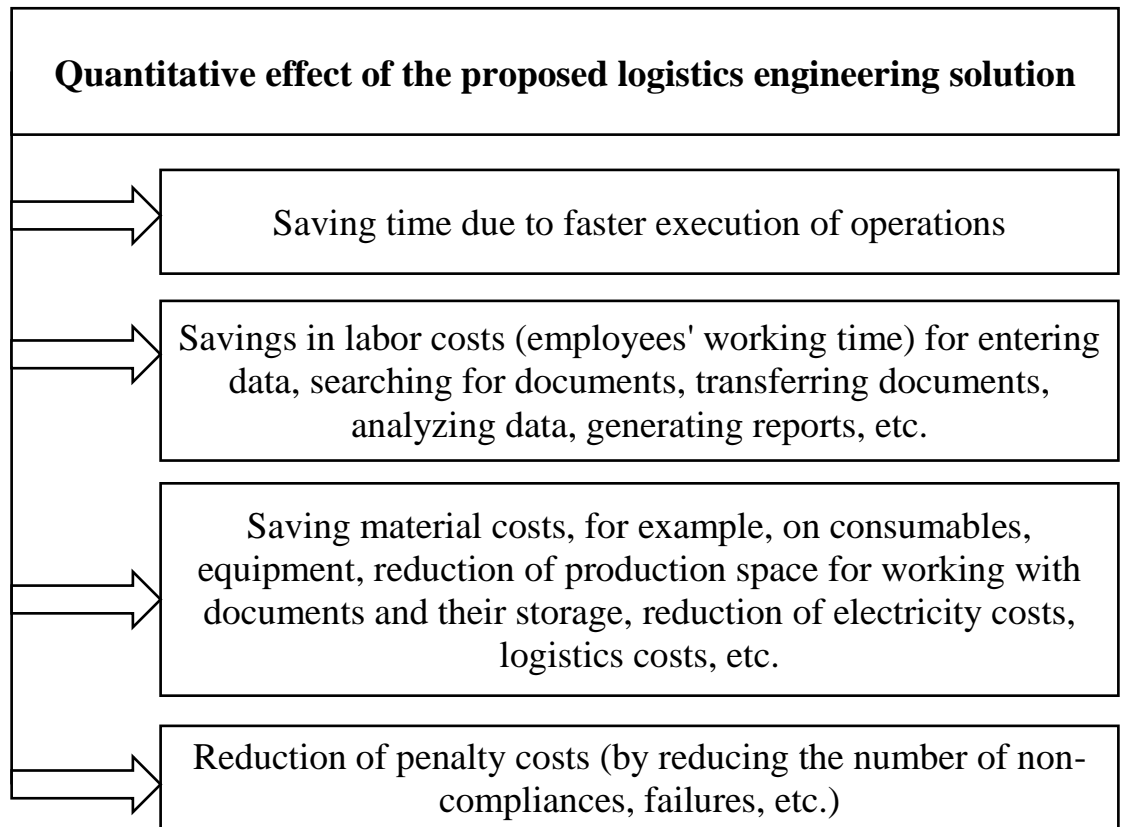 Quantitative effect of the proposed logistics engineering solution
Saving time due to faster execution of operations
Savings in labor costs (employees' working time) for entering
data, searching for documents, transferring documents,
analyzing data, generating reports, etc.
Saving material costs, for example, on consumables,
equipment, reduction of production space for working with
documents and their storage, reduction of electricity costs,
logistics costs, etc.
Reduction of penalty costs (by reducing the number of non-
compliances, failures, etc.)